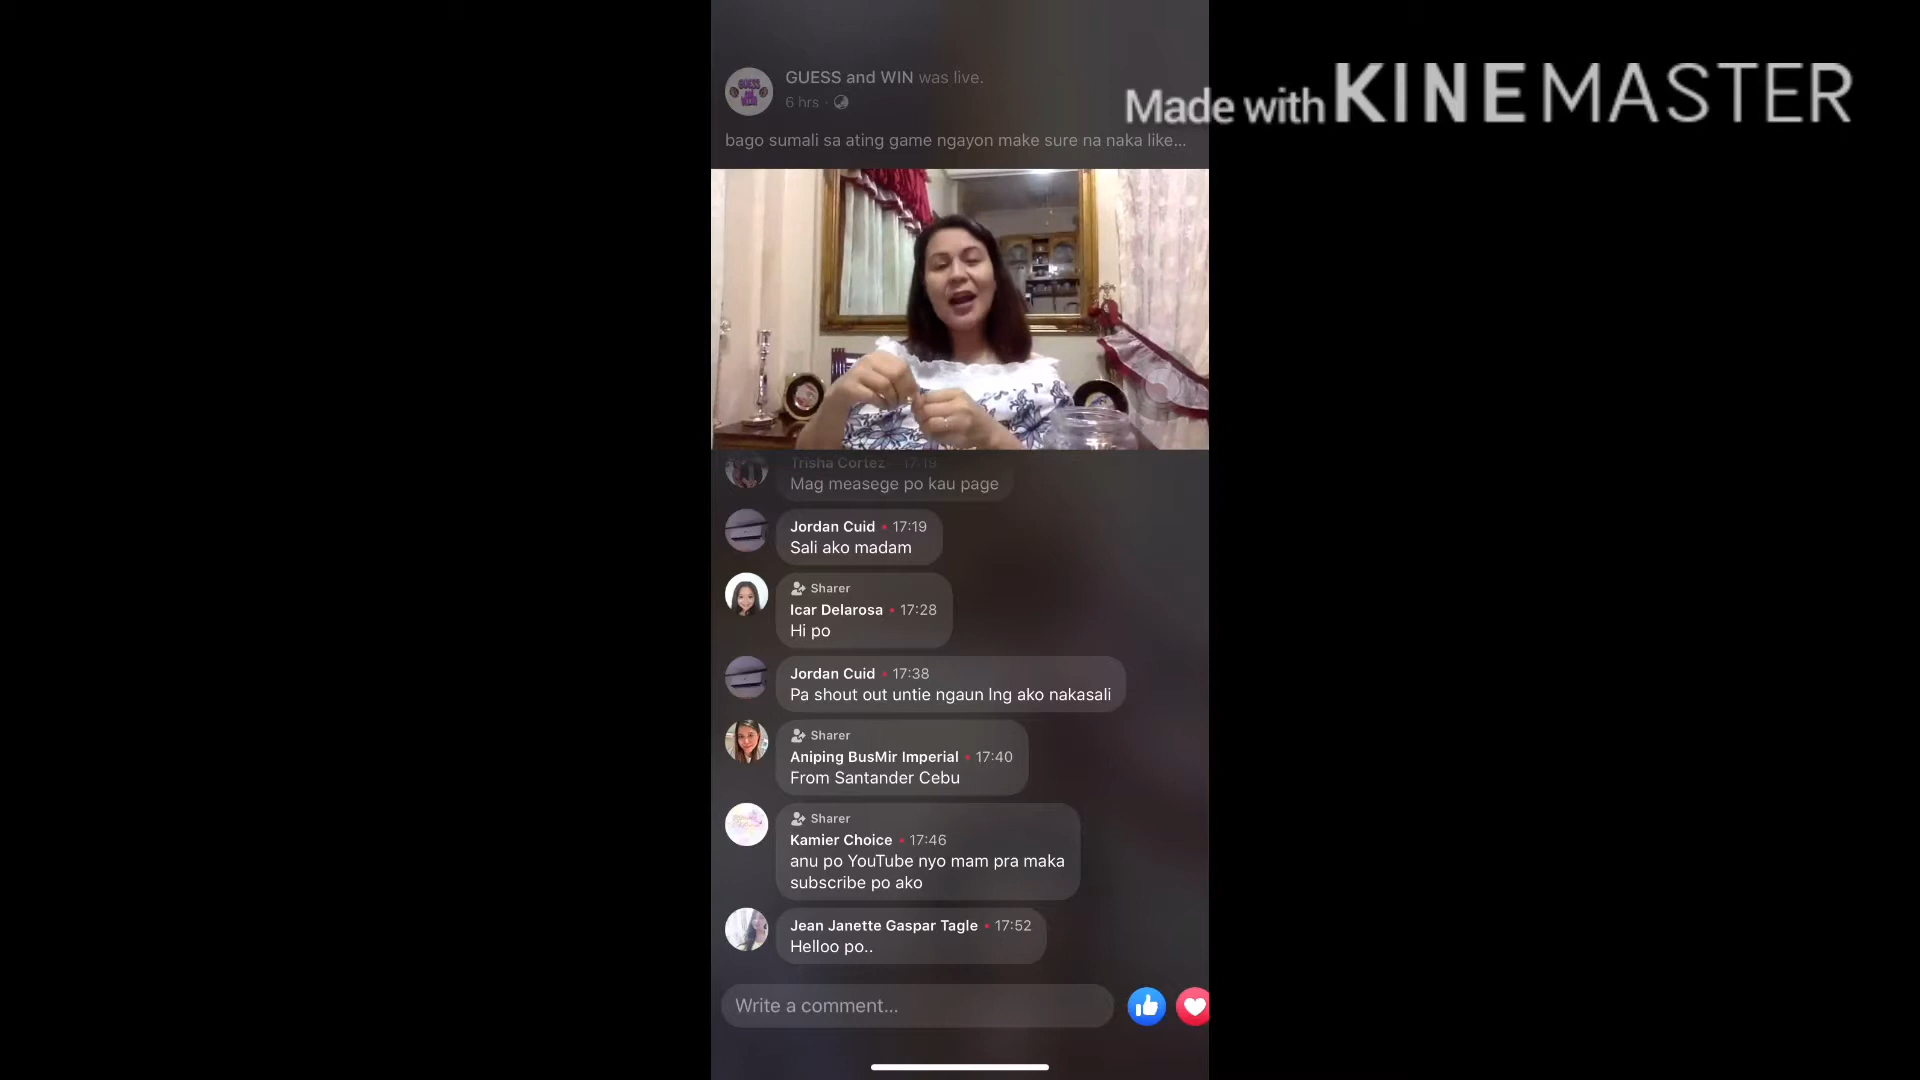 GUESS and WIN was live.
6 hrs ·
Made with KINEMASTER
bago sumali sa ating game ngayon make sure na naka like...
Trisha Cortez 17:19
Mag measege po kau page
Jordan Cuid • 17:19
Sali ako madam
Sharer
Icar Delarosa • 17:28
Hi po
Jordan Cuid • 17:38
Pa shout out untie ngaun lng ako nakasali
Sharer
Aniping BusMir Imperial • 17:40
From Santander Cebu
Sharer
Kamier Choice • 17:46
anu po YouTube nyo mam pra maka
subscribe po ako
Jean Janette Gaspar Tagle • 17:52
Helloo po..
Write a comment...